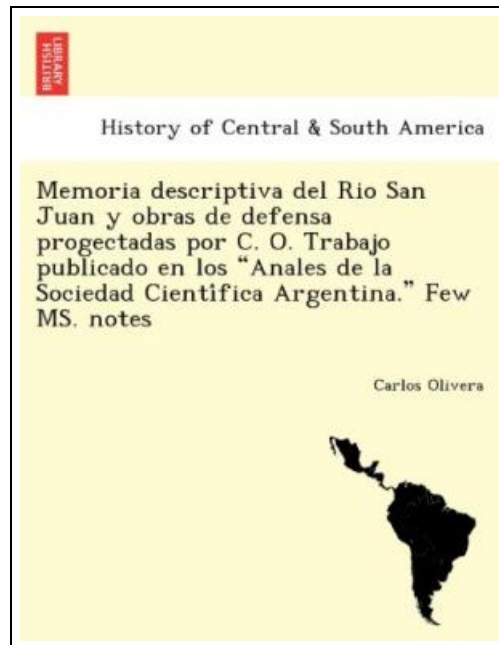 BRITISH
LIBRARY
History of Central & South America
Memoria descriptiva del Rio San
Juan y obras de defensa
progectadas por C. O. Trabajo
publicado en los "Anales de la
Sociedad Científica Argentina." Few
MS. notes
Carlos Olivera